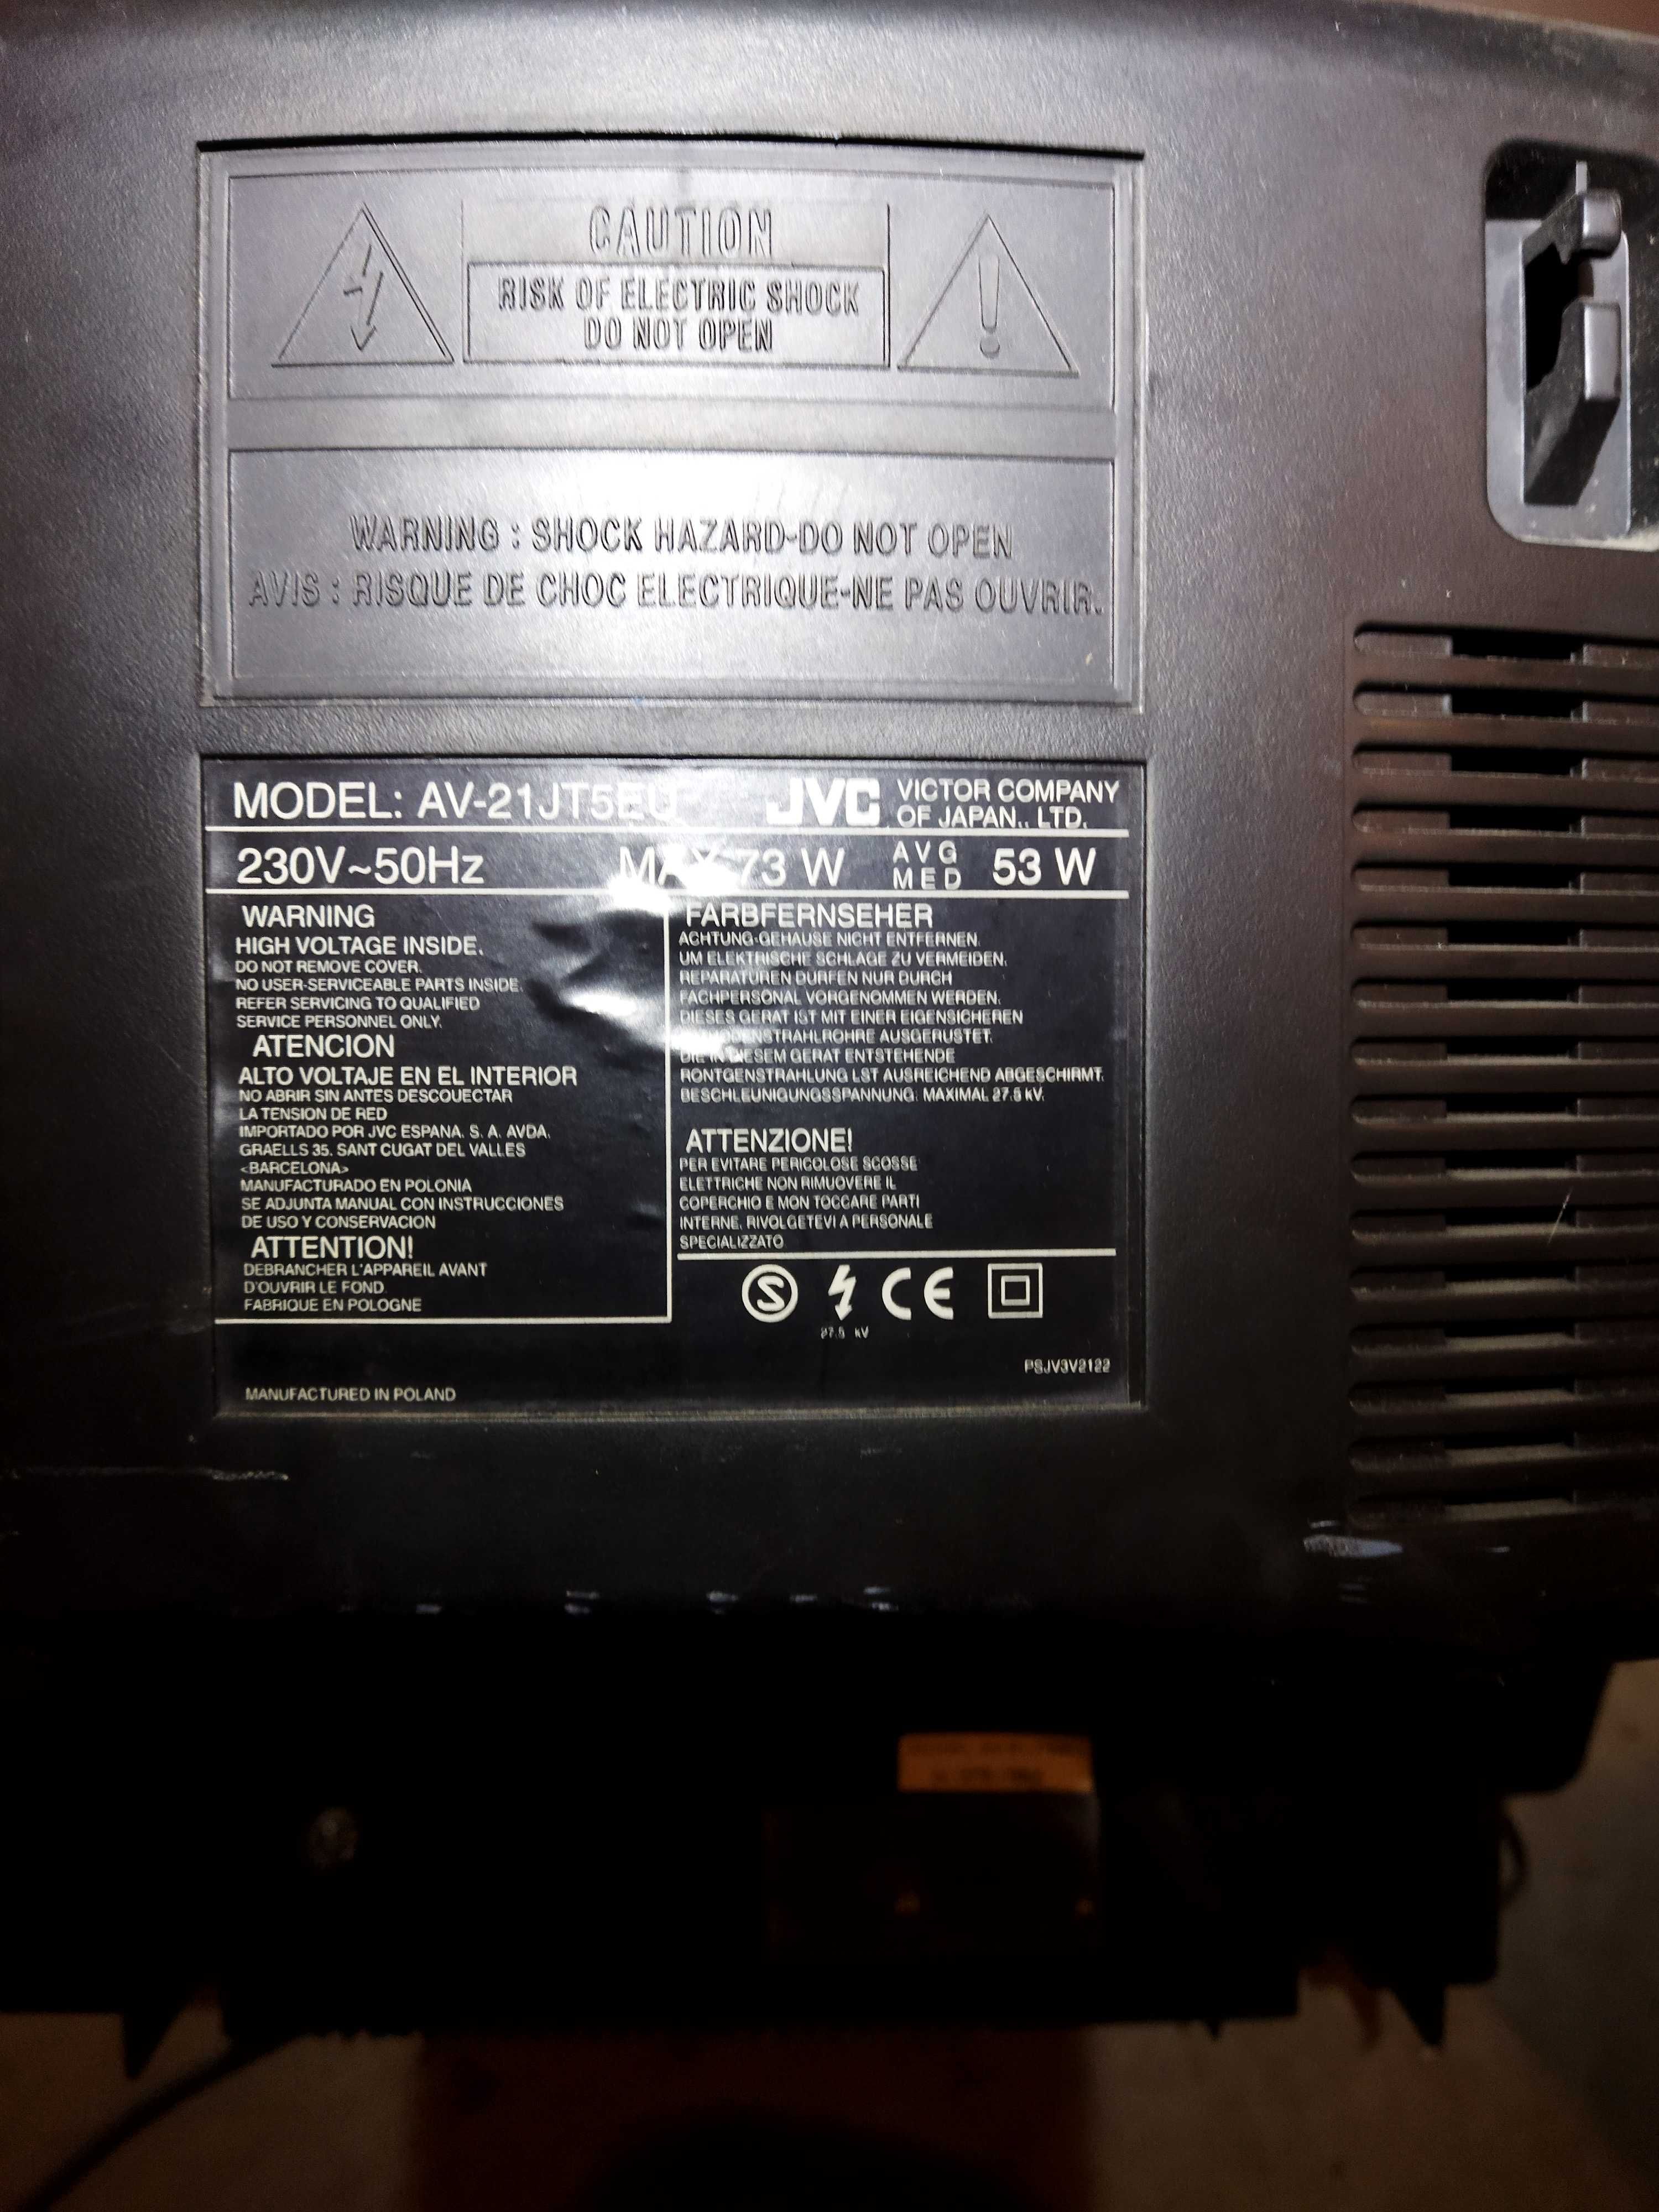 CAUTION
RISK OF ELECTRIC SHOCK
DO NOT OPEN
WARNING : SHOCK HAZARD-DO NOT OPEN
AVIS : RISQUE DE CHOC ELECTRIQUE-NE PAS OUVRIR.
MODEL: AV-21JT5EU JVC VICTOR COMPANY
OF JAPAN., LTD.
230V~50Hz MAX 73 W AVG MED 53 W
WARNING
HIGH VOLTAGE INSIDE.
DO NOT REMOVE COVER.
NO USER-SERVICEABLE PARTS INSIDE.
REFER SERVICING TO QUALIFIED
SERVICE PERSONNEL ONLY.
ATENCION
ALTO VOLTAJE EN EL INTERIOR
NO ABRIR SIN ANTES DESCOUECTAR
LA TENSION DE RED
IMPORTADO POR JVC ESPANA. S. A. AVDA.
GRAELLS 35. SANT CUGAT DEL VALLES
<BARCELONA>
MANUFACTURADO EN POLONIA
SE ADJUNTA MANUAL CON INSTRUCCIONES
DE USO Y CONSERVACION
ATTENTION!
DEBRANCHER L'APPAREIL AVANT
D'OUVRIR LE FOND.
FABRIQUE EN POLOGNE
FARBFERNSEHER
ACHTUNG-GEHAUSE NICHT ENTFERNEN.
UM ELEKTRISCHE SCHLAGE ZU VERMEIDEN.
REPARATUREN DURFEN NUR DURCH
FACHPERSONAL VORGENOMMEN WERDEN.
DIESES GERAT IST MIT EINER EIGENSICHEREN
AUSGERUSTET.
DIE IN DIESEM GERAT ENTSTEHENDE
RONTGENSTRAHLUNG LST AUSREICHEND ABGESCHIRMT.
BESCHLEUNIGUNGSSPANNUNG: MAXIMAL 27.5 kV.
ATTENZIONE!
PER EVITARE PERICOLOSE SCOSSE
ELETTRICHE NON RIMUOVERE IL
COPERCHIO E MON TOCCARE PARTI
INTERNE. RIVOLGETEVI A PERSONALE
SPECIALIZZATO
S CE
27.5 kV
PSJV3V2122
MANUFACTURED IN POLAND